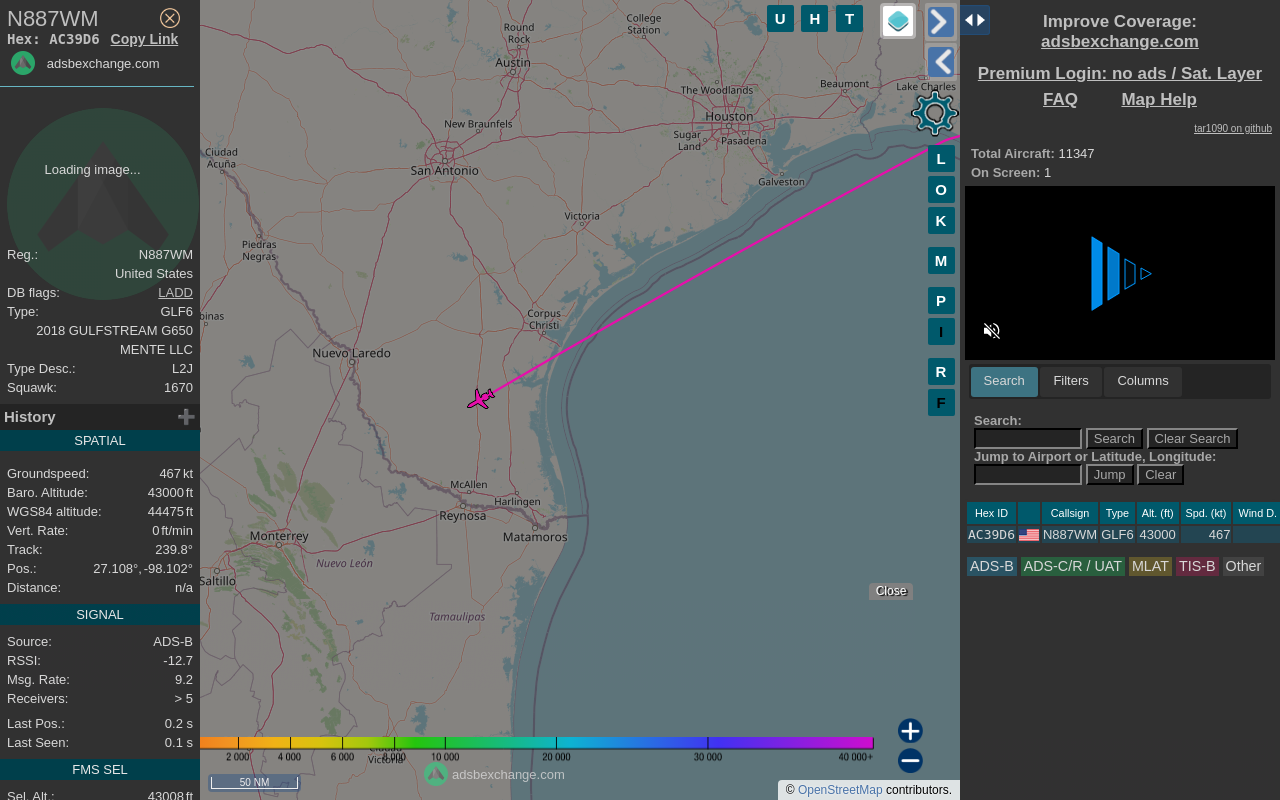 N887WM
Hex: AC39D6 Copy Link
adsbexchange.com
Loading image...
Reg.: N887WM
United States
DB flags: LADD
Type: GLF6
2018 GULFSTREAM G650
MENTE LLC
Type Desc.: L2J
Squawk: 1670
History
SPATIAL
Groundspeed: 467 kt
Baro. Altitude: 43000 ft
WGS84 altitude: 44475 ft
Vert. Rate: 0 ft/min
Track: 239.8°
Pos.: 27.108°, -98.102°
Distance: n/a
SIGNAL
Source: ADS-B
RSSI: -12.7
Msg. Rate: 9.2
Receivers: > 5
Last Pos.: 0.2 s
Last Seen: 0.1 s
FMS SEL
Sel. Alt.: 43008 ft
U H T
College
Station
Round
Rock
Austin
Beaumont
The Woodlands
Lake Charles
Houston
New Braunfels
Sugar
Land
Pasadena
Ciudad
Acuña
San Antonio
Galveston
Victoria
Piedras
Negras
binas
Corpus
Christi
Nuevo Laredo
McAllen
Harlingen
Reynosa
Monterrey
Matamoros
Nuevo León
Saltillo
Tamaulipas
Ciudad
Victoria
L
O
K
M
P
I
R
F
Close
2 000 4 000 6 000 8 000 10 000 20 000 30 000 40 000+
50 NM
adsbexchange.com
© OpenStreetMap contributors.
Improve Coverage:
adsbexchange.com
Premium Login: no ads / Sat. Layer
FAQ Map Help
tar1090 on github
Total Aircraft: 11347
On Screen: 1
Search Filters Columns
Search:
Search Clear Search
Jump to Airport or Latitude, Longitude:
Jump Clear
Hex ID Callsign Type Alt. (ft) Spd. (kt) Wind D.
AC39D6 N887WM GLF6 43000 467
ADS-B ADS-C/R / UAT MLAT TIS-B Other